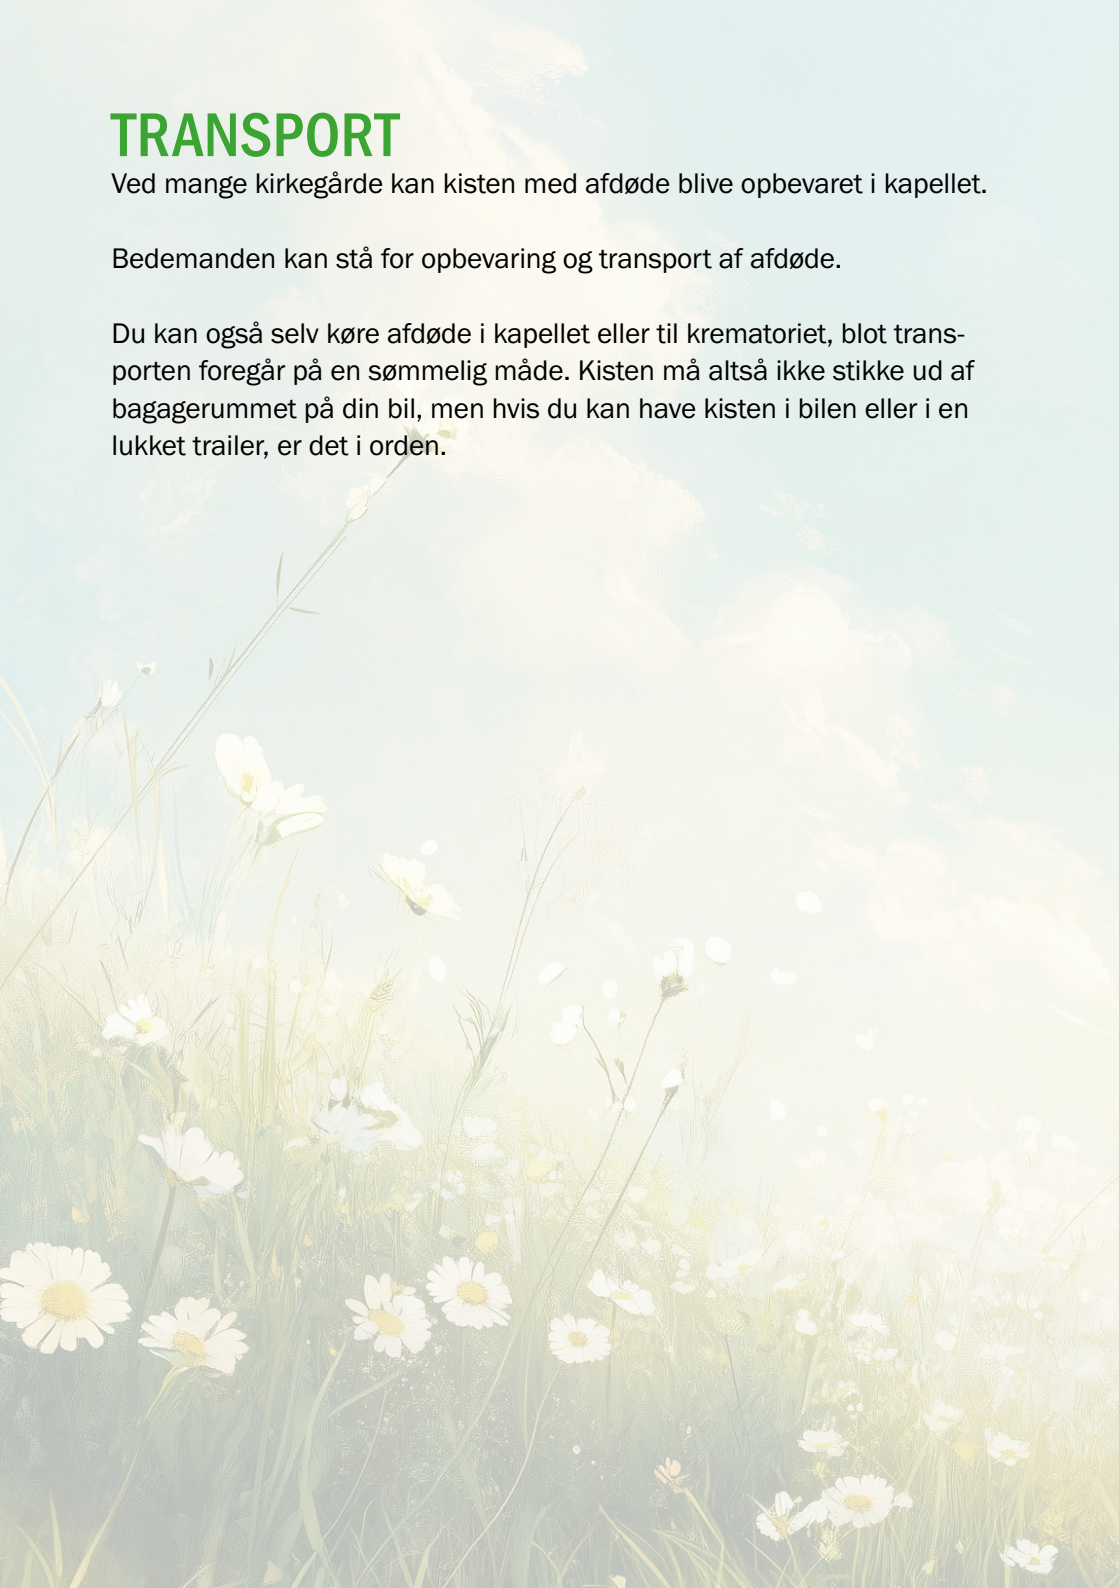 TRANSPORT
Ved mange kirkegårde kan kisten med afdøde blive opbevaret i kapellet.
Bedemanden kan stå for opbevaring og transport af afdøde.
Du kan også selv køre afdøde i kapellet eller til krematoriet, blot trans-
porten foregår på en sømmelig måde. Kisten må altså ikke stikke ud af
bagagerummet på din bil, men hvis du kan have kisten i bilen eller i en
lukket trailer, er det i orden.